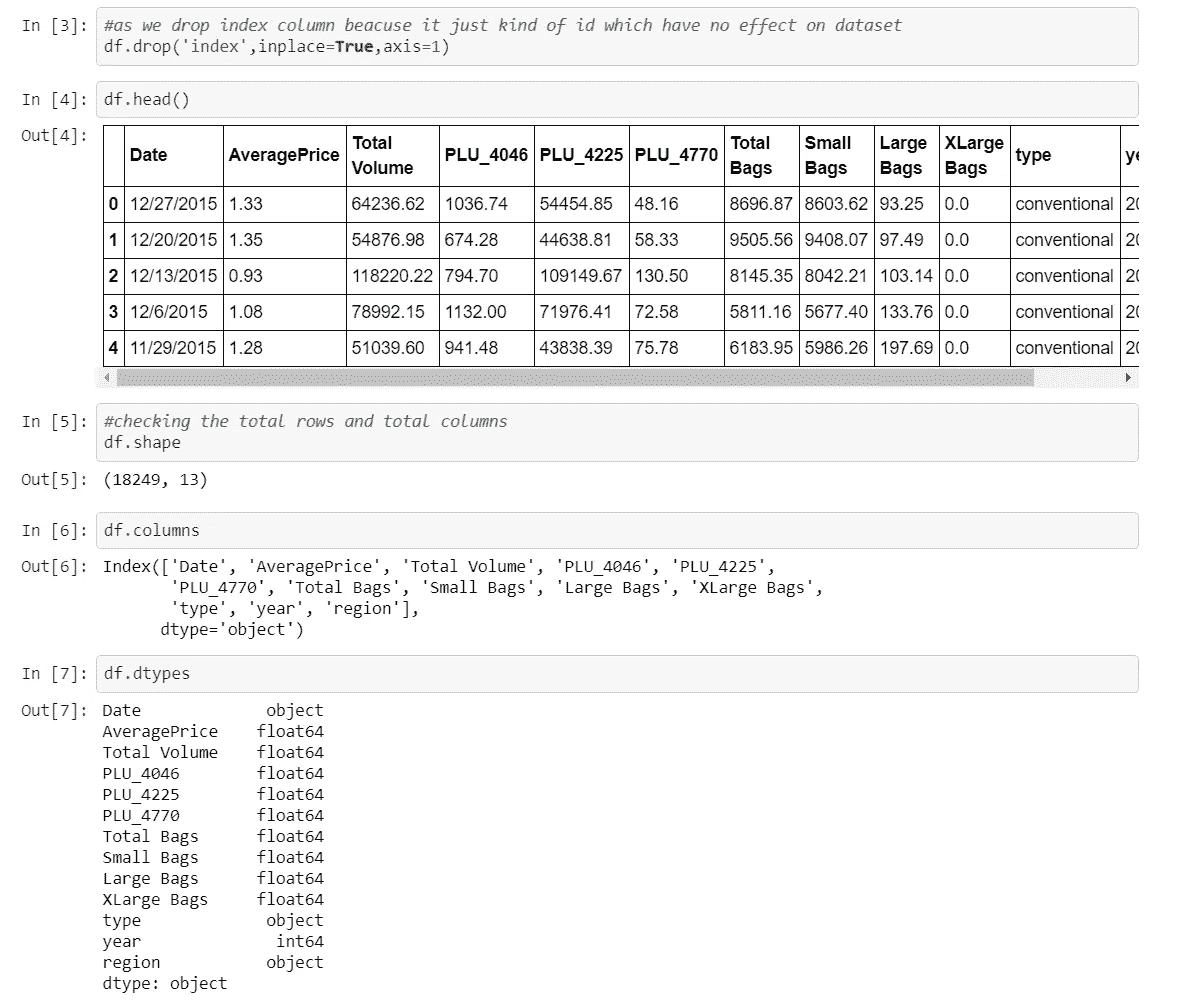 In [3]: #as we drop index column beacuse it just kind of id which have no effect on dataset
df.drop('index',inplace=True,axis=1)
In [4]: df.head()
Out[4]:
Date AveragePrice Total Volume PLU_4046 PLU_4225 PLU_4770 Total Bags Small Bags Large Bags XLarge Bags type ye
0 12/27/2015 1.33 64236.62 1036.74 54454.85 48.16 8696.87 8603.62 93.25 0.0 conventional 20
1 12/20/2015 1.35 54876.98 674.28 44638.81 58.33 9505.56 9408.07 97.49 0.0 conventional 20
2 12/13/2015 0.93 118220.22 794.70 109149.67 130.50 8145.35 8042.21 103.14 0.0 conventional 20
3 12/6/2015 1.08 78992.15 1132.00 71976.41 72.58 5811.16 5677.40 133.76 0.0 conventional 20
4 11/29/2015 1.28 51039.60 941.48 43838.39 75.78 6183.95 5986.26 197.69 0.0 conventional 20
In [5]: #checking the total rows and total columns
df.shape
Out[5]: (18249, 13)
In [6]: df.columns
Out[6]: Index(['Date', 'AveragePrice', 'Total Volume', 'PLU_4046', 'PLU_4225',
'PLU_4770', 'Total Bags', 'Small Bags', 'Large Bags', 'XLarge Bags',
'type', 'year', 'region'],
dtype='object')
In [7]: df.dtypes
Out[7]: Date object
AveragePrice float64
Total Volume float64
PLU_4046 float64
PLU_4225 float64
PLU_4770 float64
Total Bags float64
Small Bags float64
Large Bags float64
XLarge Bags float64
type object
year int64
region object
dtype: object